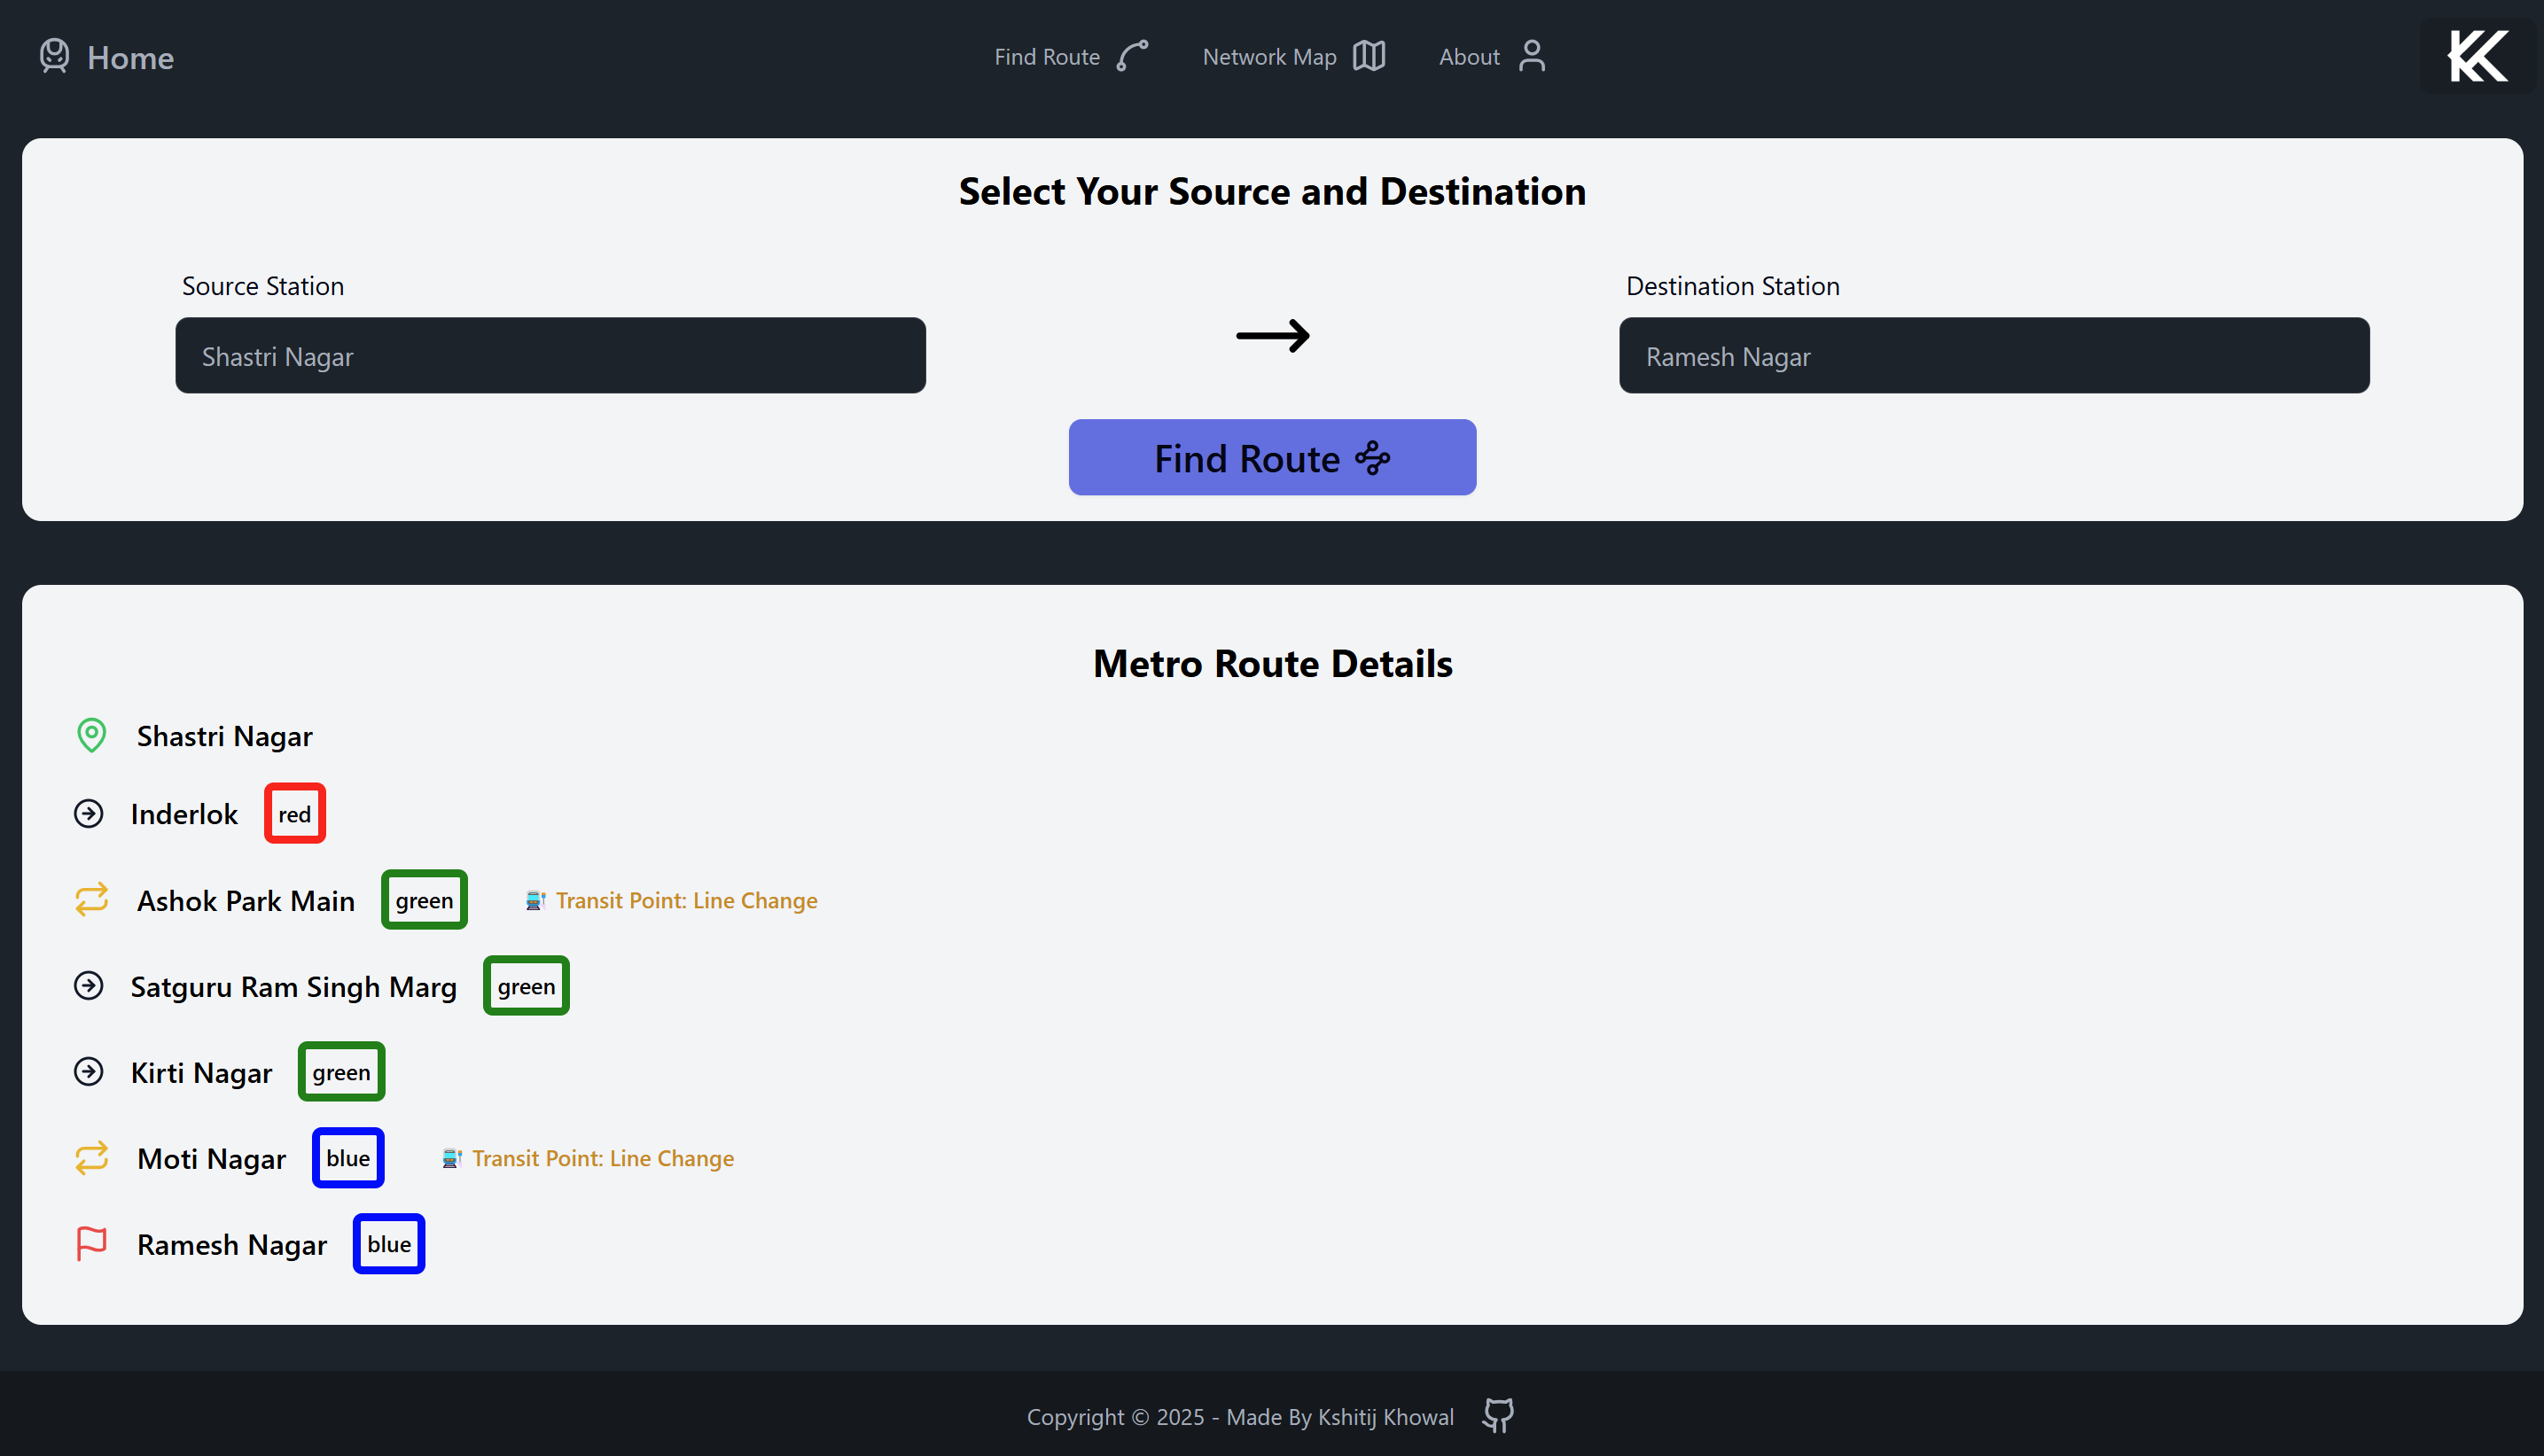 Home
Find Route
Network Map
About
Select Your Source and Destination
Source Station
Destination Station
Shastri Nagar
Ramesh Nagar
Find Route
Metro Route Details
Shastri Nagar
Inderlok red
Ashok Park Main green Transit Point: Line Change
Satguru Ram Singh Marg green
Kirti Nagar green
Moti Nagar blue Transit Point: Line Change
Ramesh Nagar blue
Copyright © 2025 - Made By Kshitij Khowal